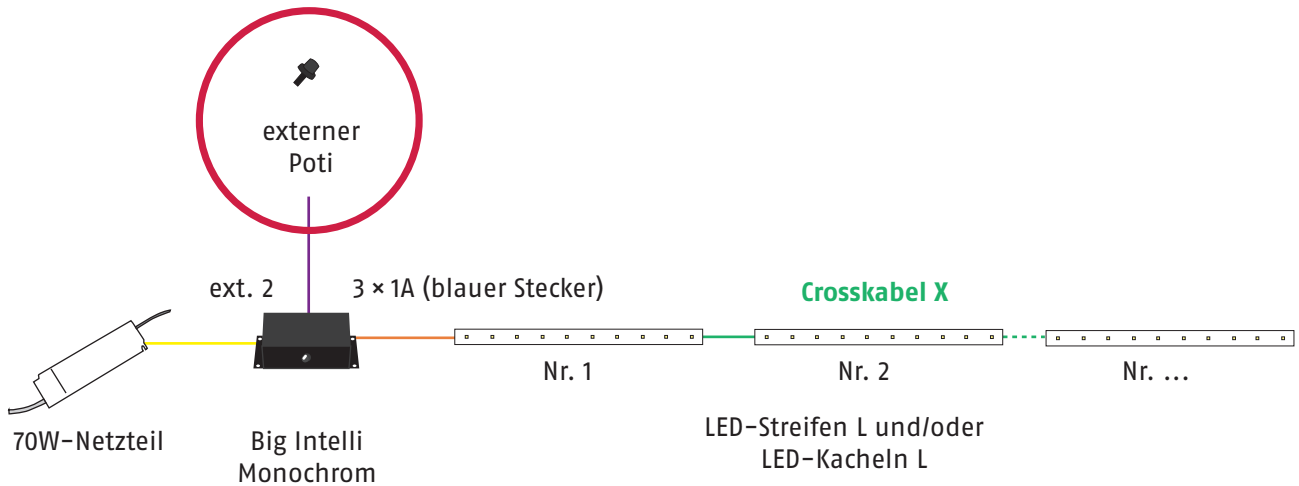 externer
Poti
ext. 2
3 × 1A (blauer Stecker)
Crosskabel X
Nr. 1
Nr. 2
Nr. ...
70W-Netzteil
Big Intelli
Monochrom
LED-Streifen L und/oder
LED-Kacheln L